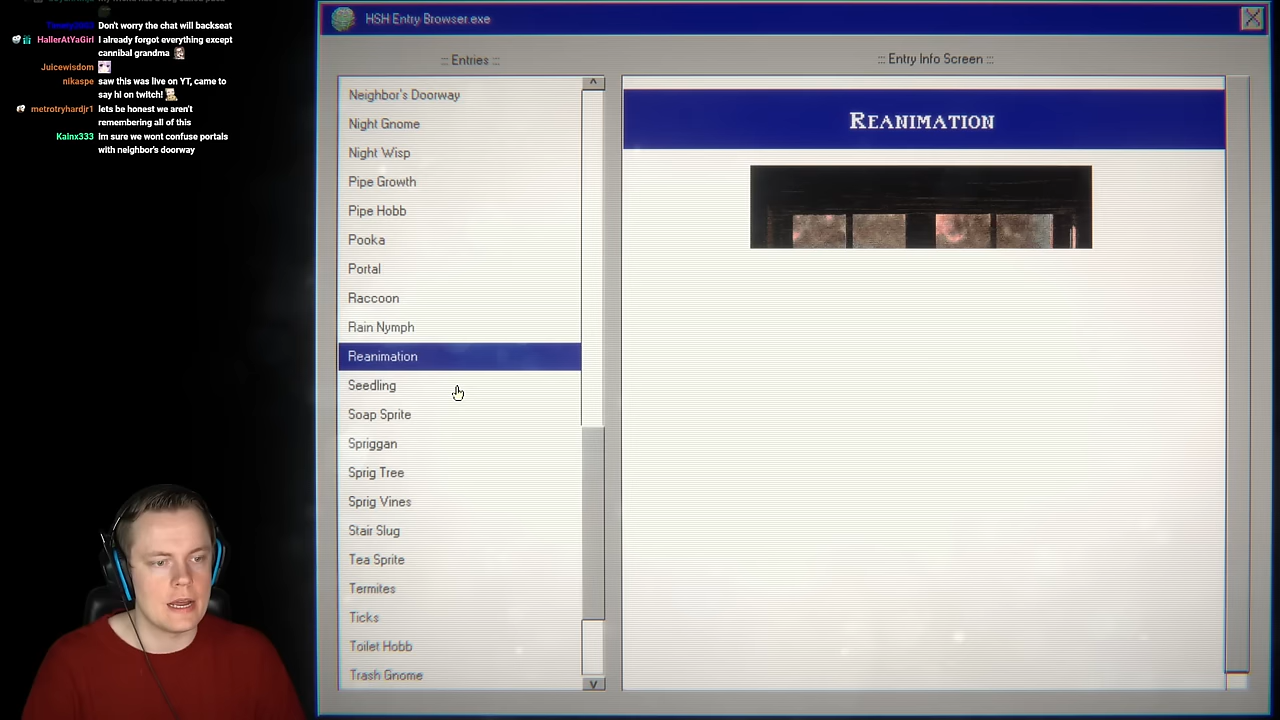 Don't worry the chat will backseat
HallerAtYaGirl I already forgot everything except
cannibal grandma
Juicewisdom
nikaspe saw this was live on YT, came to
say hi on twitch!
metrotryhardjr1 lets be honest we aren't
remembering all of this
Kalnx333 Im sure we wont confuse portals
with neighbor's doorway
HSH Entry Browser.exe
::: Entries :::
Neighbor's Doorway
Night Gnome
Night Wisp
Pipe Growth
Pipe Hobb
Pooka
Portal
Raccoon
Rain Nymph
Reanimation
Seedling
Soap Sprite
Spriggan
Sprig Tree
Sprig Vines
Stair Slug
Tea Sprite
Termites
Ticks
Toilet Hobb
Trash Gnome
::: Entry Info Screen :::
Reanimation